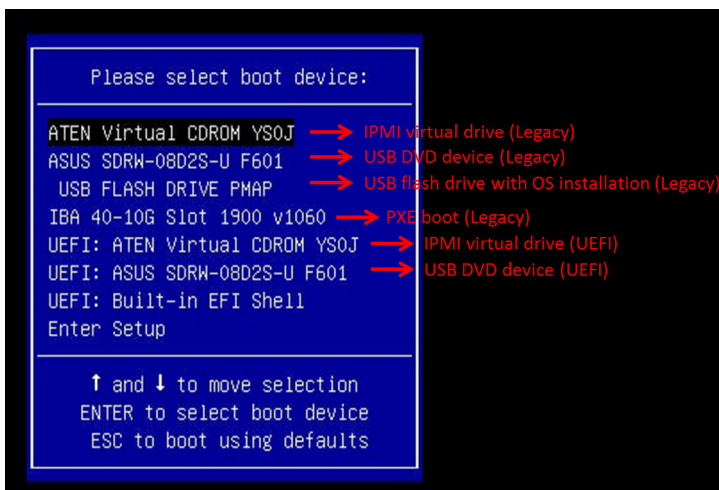 Please select boot device:
ATEN Virtual CDROM YS0J IPMI virtual drive (Legacy)
ASUS SDRW-08D2S-U F601 USB DVD device (Legacy)
USB FLASH DRIVE PMAP USB flash drive with OS installation (Legacy)
IBA 40-10G Slot 1900 v1060 PXE boot (Legacy)
UEFI: ATEN Virtual CDROM YS0J IPMI virtual drive (UEFI)
UEFI: ASUS SDRW-08D2S-U F601 USB DVD device (UEFI)
UEFI: Built-in EFI Shell
Enter Setup
↑ and ↓ to move selection
ENTER to select boot device
ESC to boot using defaults